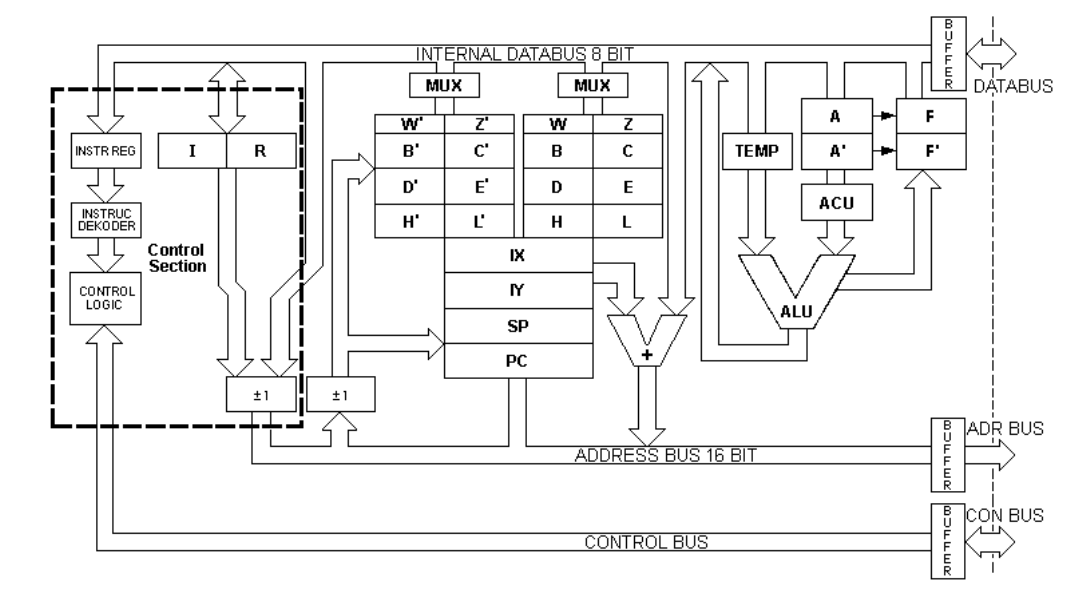 INTERNAL DATABUS 8 BIT
BUFFER
DATABUS
MUX
MUX
W' Z' W Z
B' C' B C
D' E' D E
H' L' H L
IX
IY
SP
PC
INSTR REG
I R
INSTRUC
DEKODER
Control
Section
CONTROL
LOGIC
±1
±1
+
TEMP
A F
A' F'
ACU
ALU
BUFFER
ADR BUS
ADDRESS BUS 16 BIT
BUFFER
CON BUS
CONTROL BUS